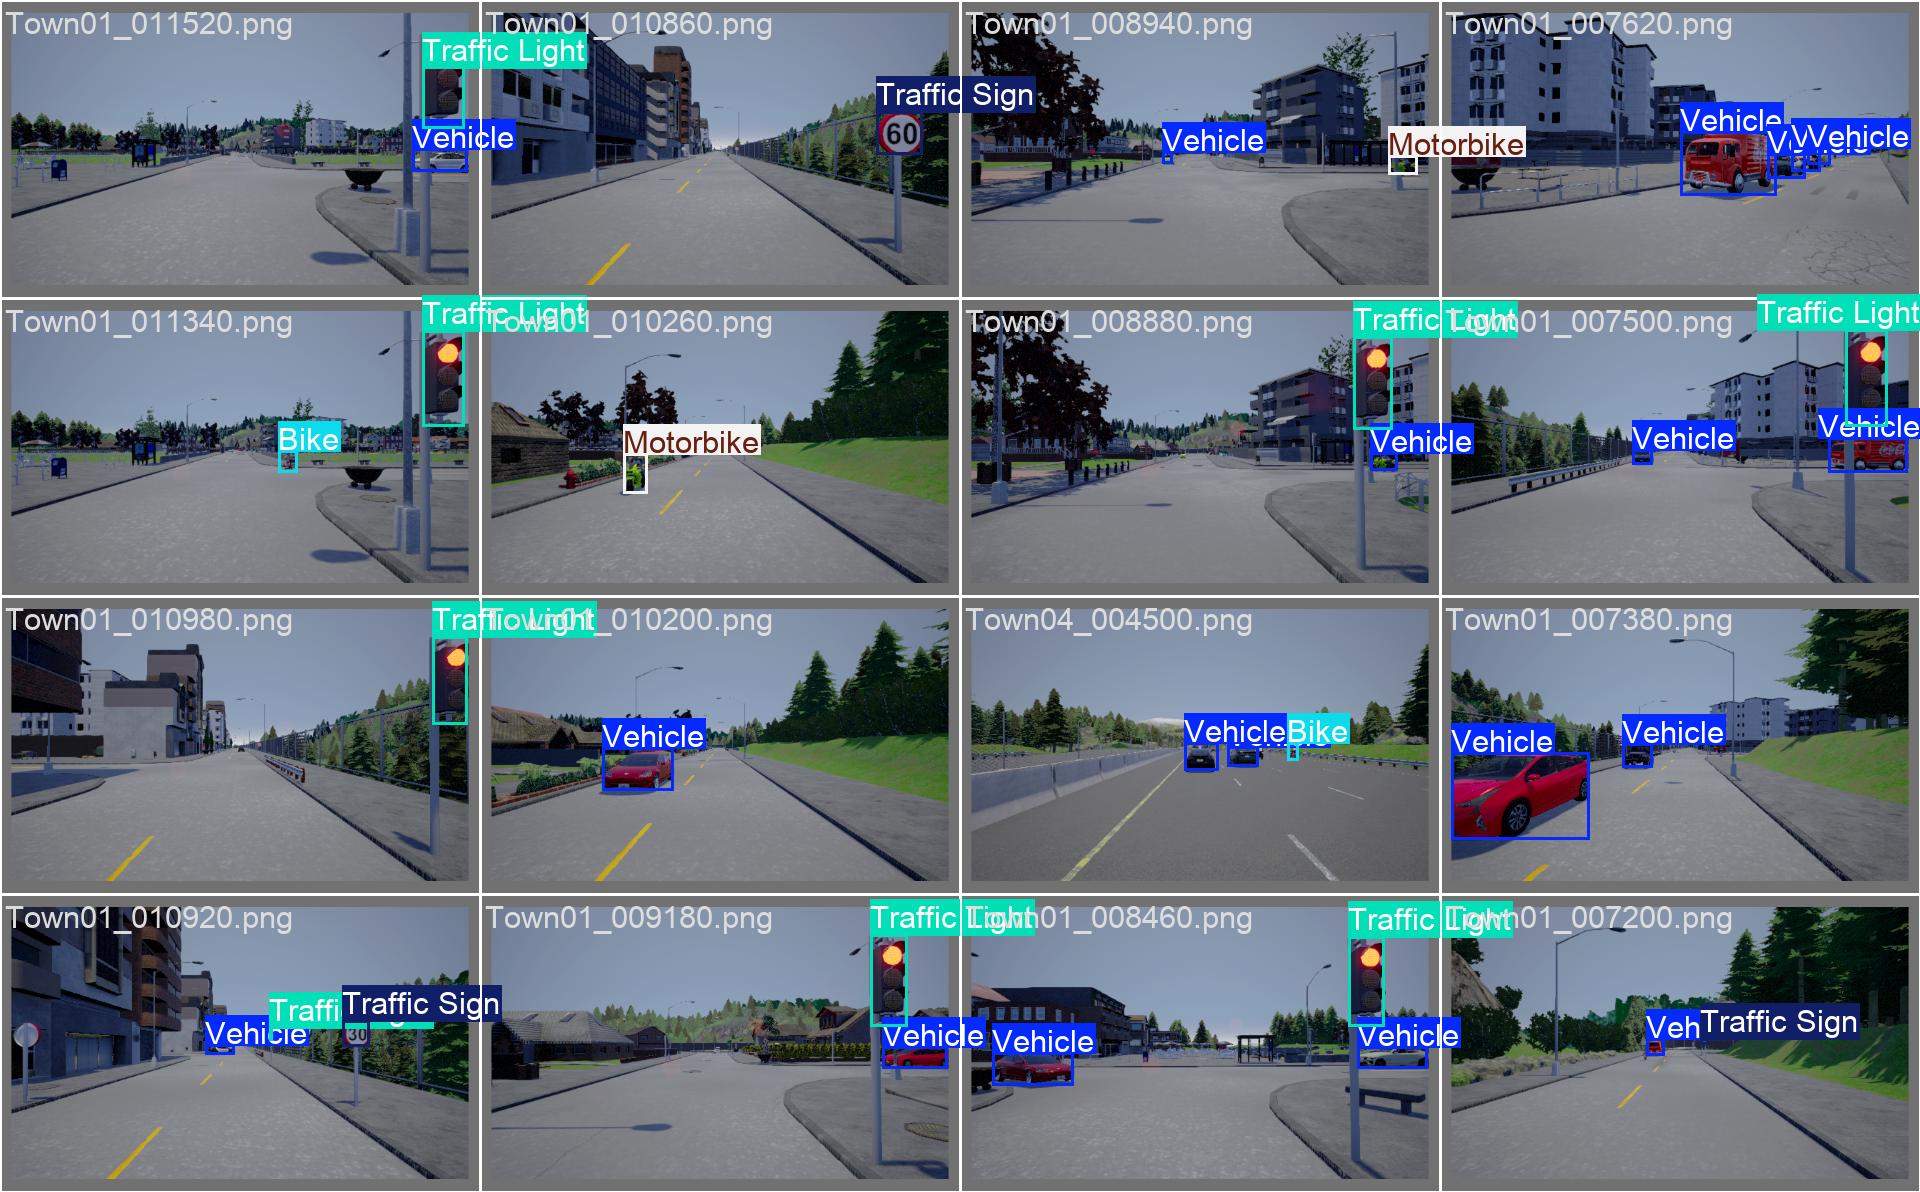 Town01_011520.png
Traffic Light
Vehicle
Town01_010860.png
Traffic Sign
60
Town01_008940.png
Vehicle
Motorbike
Town01_007620.png
Vehicle
Vehicle
Town01_011340.png
Traffic Light
Bike
Town01_010260.png
Motorbike
Town01_008880.png
Traffic Light
Vehicle
Town01_007500.png
Traffic Light
Vehicle
Vehicle
Town01_010980.png
Traffic Light
Town01_010200.png
Vehicle
Town04_004500.png
Vehicle
Bike
Town01_007380.png
Vehicle
Vehicle
Town01_010920.png
Traffi
Traffic Sign
Vehicle
30
Town01_009180.png
Traffic Light
Vehicle
Town01_008460.png
Traffic Light
Vehicle
Vehicle
Town01_007200.png
Veh
Traffic Sign